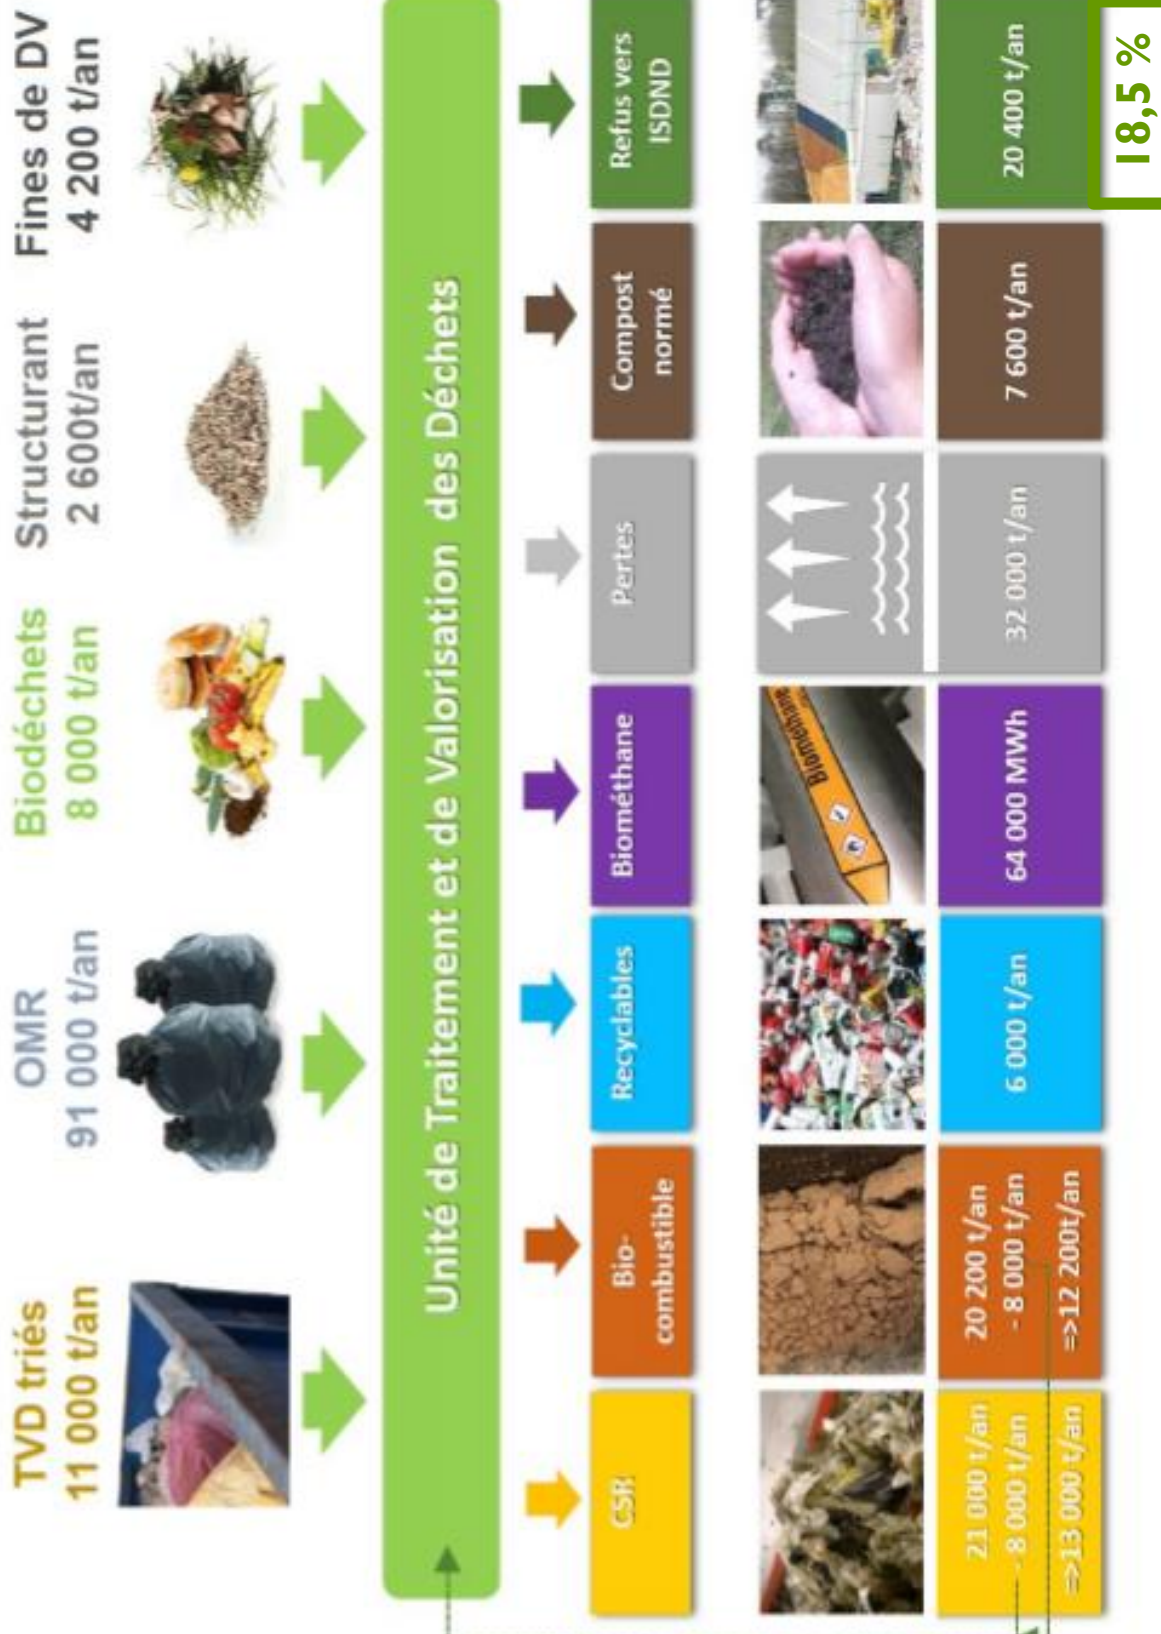 TVD triés
11 000 t/an
OMR
91 000 t/an
Biodéchets
8 000 t/an
Structurant
2 600t/an
Fines de DV
4 200 t/an
Unité de Traitement et de Valorisation des Déchets
CSR
Bio-
combustible
Recyclables
Biométhane
Pertes
Compost
normé
Refus vers
ISDND
Biométhane
21 000 t/an
- 8 000 t/an
=>13 000 t/an
20 200 t/an
- 8 000 t/an
=>12 200t/an
6 000 t/an
64 000 MWh
32 000 t/an
7 600 t/an
20 400 t/an
18,5 %